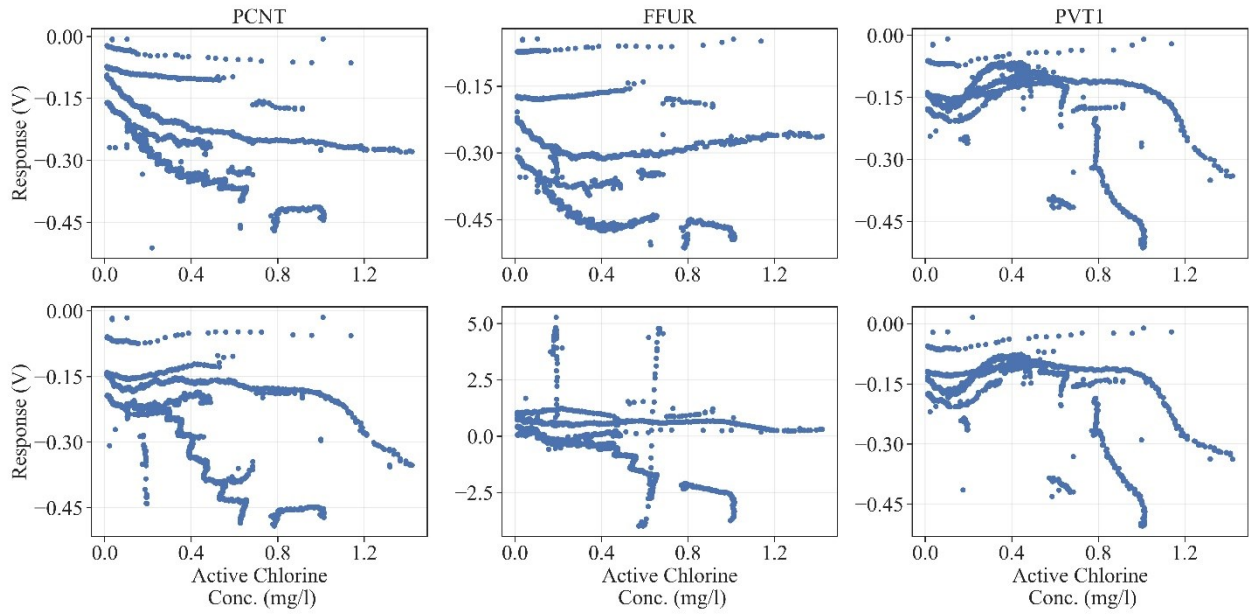 PCNT FFUR PVT1
0.00 0.00
−0.15 −0.15 −0.15
−0.30 −0.30 −0.30
−0.45 −0.45 −0.45
Response (V)
0.0 0.4 0.8 1.2 0.0 0.4 0.8 1.2 0.0 0.4 0.8 1.2
0.00 5.0 0.00
−0.15 2.5 −0.15
−0.30 0.0 −0.30
−0.45 −2.5 −0.45
Response (V)
0.0 0.4 0.8 1.2 0.0 0.4 0.8 1.2 0.0 0.4 0.8 1.2
Active Chlorine Active Chlorine Active Chlorine
Conc. (mg/l) Conc. (mg/l) Conc. (mg/l)